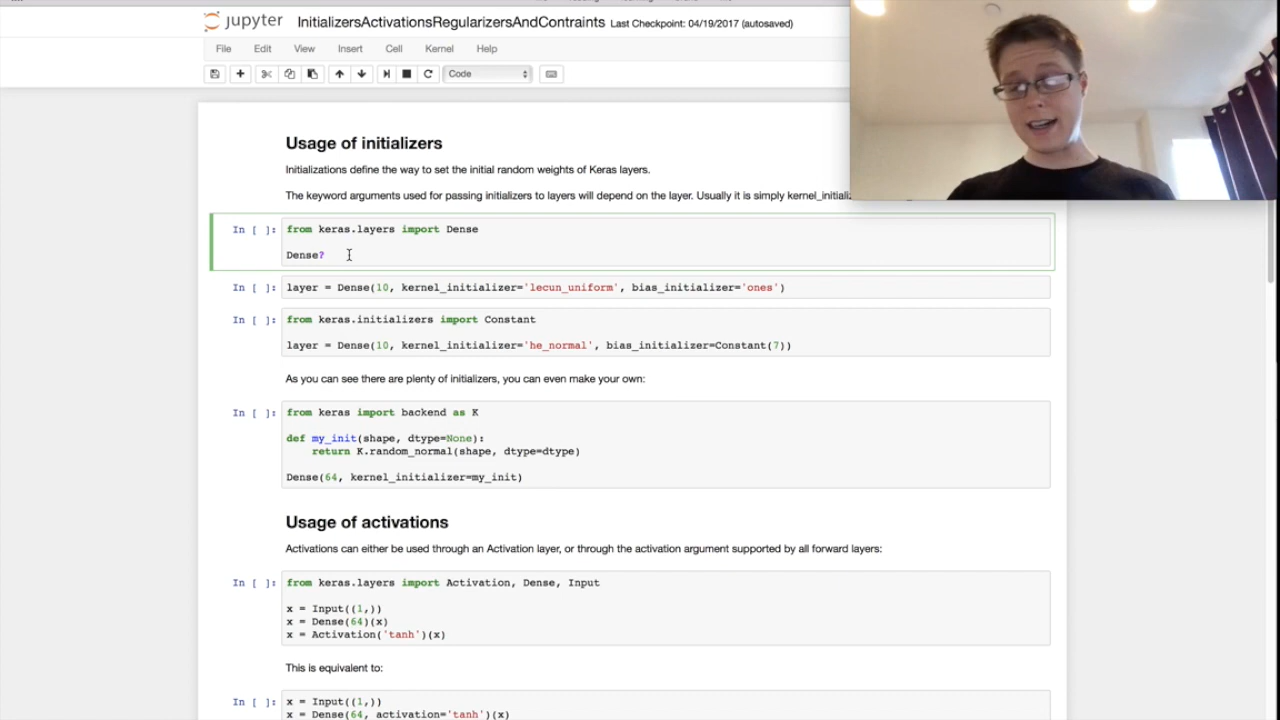 jupyter InitializersActivationsRegularizersAndContraints Last Checkpoint: 04/19/2017 (autosaved)
File Edit View Insert Cell Kernel Help
Code
Usage of initializers
Initializations define the way to set the initial random weights of Keras layers.
The keyword arguments used for passing initializers to layers will depend on the layer. Usually it is simply
In [ ]: from keras.layers import Dense
Dense?
In [ ]: layer = Dense(10, kernel_initializer='lecun_uniform', bias_initializer='ones')
In [ ]: from keras.initializers import Constant
layer = Dense(10, kernel_initializer='he_normal', bias_initializer=Constant(7))
As you can see there are plenty of initializers, you can even make your own:
In [ ]: from keras import backend as K
def my_init(shape, dtype=None):
return K.random_normal(shape, dtype=dtype)
Dense(64, kernel_initializer=my_init)
Usage of activations
Activations can either be used through an Activation layer, or through the activation argument supported by all forward layers:
In [ ]: from keras.layers import Activation, Dense, Input
x = Input((1,))
x = Dense(64)(x)
x = Activation('tanh')(x)
This is equivalent to:
In [ ]: x = Input((1,))
x = Dense(64, activation='tanh')(x)